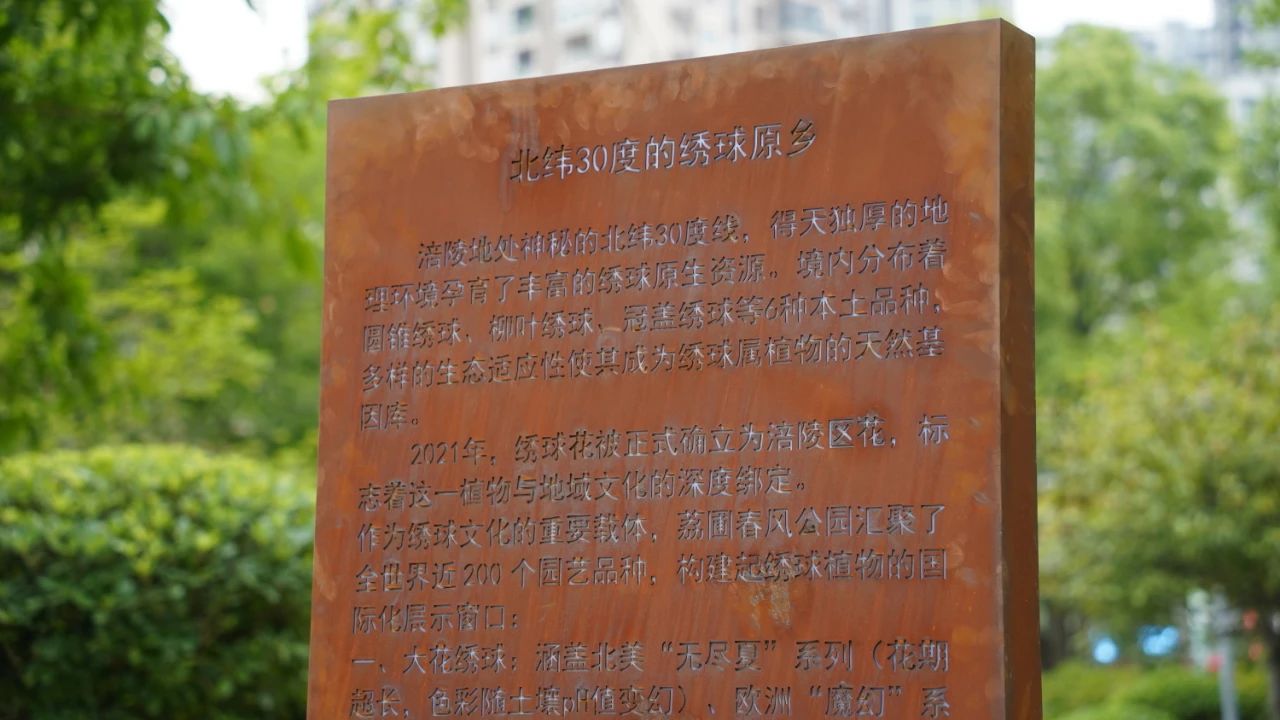 北纬30度的绣球原乡
涪陵地处神秘的北纬30度线，得天独厚的地
理环境孕育了丰富的绣球原生资源。境内分布着
圆锥绣球、柳叶绣球、冠盖绣球等6种本土品种，
多样的生态适应性使其成为绣球属植物的天然基
因库。
2021年，绣球花被正式确立为涪陵区花，标
志着这一植物与地域文化的深度绑定。
作为绣球文化的重要载体，荔圃春风公园汇聚了
全世界近200个园艺品种，构建起绣球植物的国
际化展示窗口：
一、大花绣球：涵盖北美“无尽夏”系列（花期
超长，色彩随土壤pH值变幻）、欧洲“魔幻”系